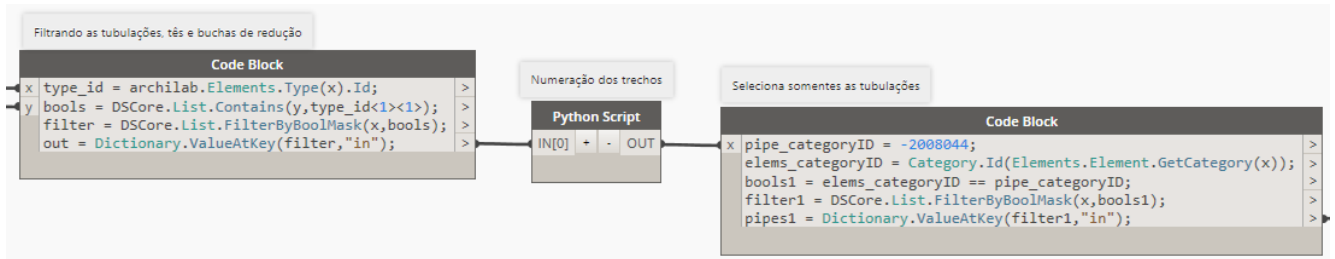 Filtrando as tubulações, tês e buchas de redução
Code Block
x type_id = archilab.Elements.Type(x).Id; >
y bools = DSCore.List.Contains(y,type_id<1><1>); >
filter = DSCore.List.FilterByBoolMask(x,bools); >
out = Dictionary.ValueAtKey(filter,"in"); >
Numeração dos trechos
Python Script
IN[0] + - OUT
Seleciona somentes as tubulações
Code Block
x pipe_categoryID = -2008044; >
elems_categoryID = Category.Id(Elements.Element.GetCategory(x)); >
bools1 = elems_categoryID == pipe_categoryID; >
filter1 = DSCore.List.FilterByBoolMask(x,bools1); >
pipes1 = Dictionary.ValueAtKey(filter1,"in"); >